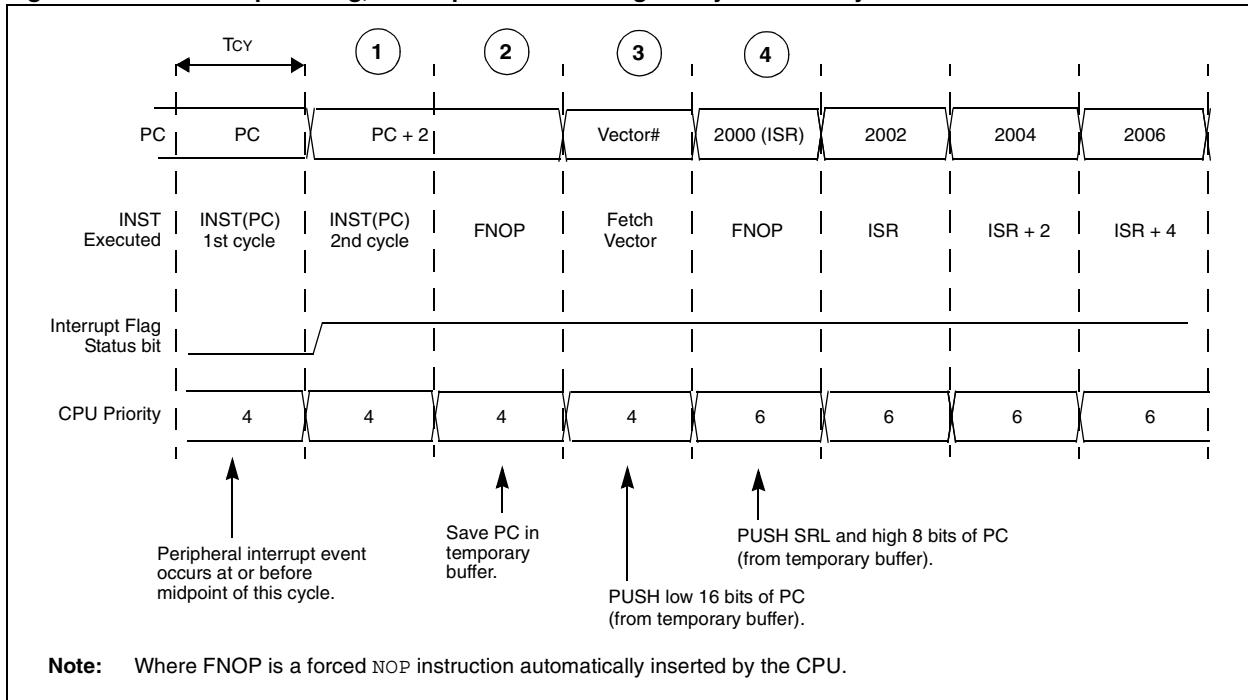 TCY
1 2 3 4
PC PC PC + 2 Vector# 2000 (ISR) 2002 2004 2006
INST Executed
INST(PC) 1st cycle
INST(PC) 2nd cycle
FNOP
Fetch Vector
FNOP
ISR
ISR + 2
ISR + 4
Interrupt Flag
Status bit
CPU Priority 4 4 4 4 6 6 6 6
Peripheral interrupt event
occurs at or before
midpoint of this cycle.
Save PC in
temporary
buffer.
PUSH low 16 bits of PC
(from temporary buffer).
PUSH SRL and high 8 bits of PC
(from temporary buffer).
Note: Where FNOP is a forced NOP instruction automatically inserted by the CPU.